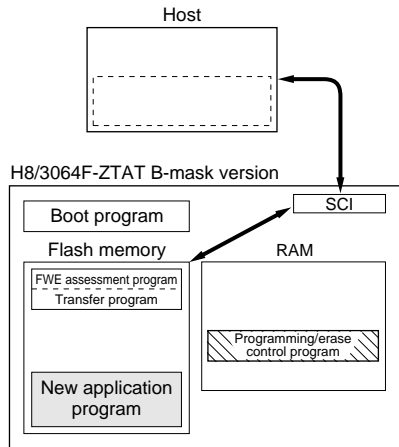 Host
H8/3064F-ZTAT B-mask version
SCI
Boot program
Flash memory
RAM
FWE assessment program
Transfer program
Programming/erase
control program
New application
program